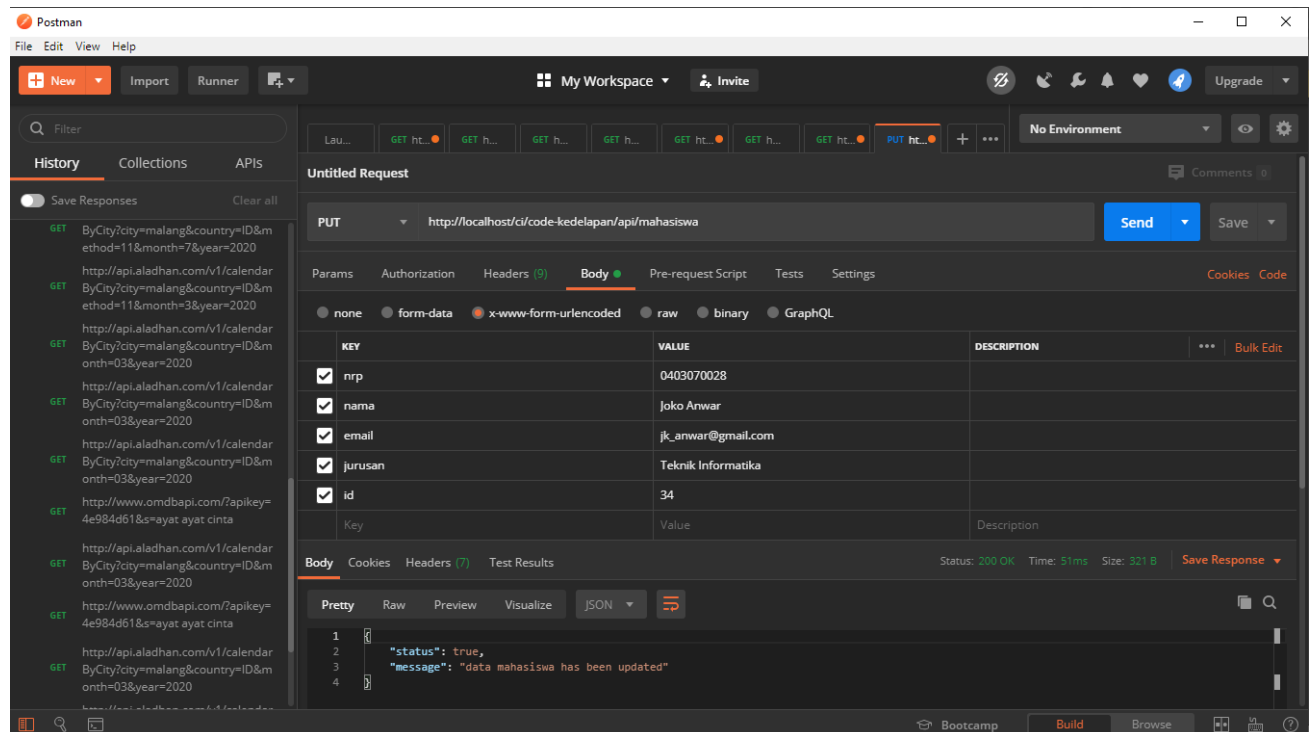 Postman
File Edit View Help
New Import Runner My Workspace Invite Upgrade
Filter
History Collections APIs
Save Responses Clear all
GET ByCity?city=malang&country=ID&m
ethod=11&month=7&year=2020
GET http://api.aladhan.com/v1/calendar
ByCity?city=malang&country=ID&m
ethod=11&month=3&year=2020
GET http://api.aladhan.com/v1/calendar
ByCity?city=malang&country=ID&m
onth=03&year=2020
GET http://api.aladhan.com/v1/calendar
ByCity?city=malang&country=ID&m
onth=03&year=2020
GET http://api.aladhan.com/v1/calendar
ByCity?city=malang&country=ID&m
onth=03&year=2020
GET http://www.omdbapi.com/?apikey=
4e984d61&s=ayat ayat cinta
GET http://api.aladhan.com/v1/calendar
ByCity?city=malang&country=ID&m
onth=03&year=2020
GET http://www.omdbapi.com/?apikey=
4e984d61&s=ayat ayat cinta
GET http://api.aladhan.com/v1/calendar
ByCity?city=malang&country=ID&m
onth=03&year=2020
Lau... GET ht... GET h... GET h... GET h... GET ht... GET h... GET ht... PUT ht... + ••• No Environment
Untitled Request Comments 0
PUT http://localhost/ci/code-kedelapan/api/mahasiswa Send Save
Params Authorization Headers (9) Body Pre-request Script Tests Settings Cookies Code
none form-data x-www-form-urlencoded raw binary GraphQL
KEY VALUE DESCRIPTION ••• Bulk Edit
nrp 0403070028
nama Joko Anwar
email jk_anwar@gmail.com
jurusan Teknik Informatika
id 34
Key Value Description
Body Cookies Headers (7) Test Results Status: 200 OK Time: 51ms Size: 321 B Save Response
Pretty Raw Preview Visualize JSON
1 {
2 "status": true,
3 "message": "data mahasiswa has been updated"
4 }
Bootcamp Build Browse